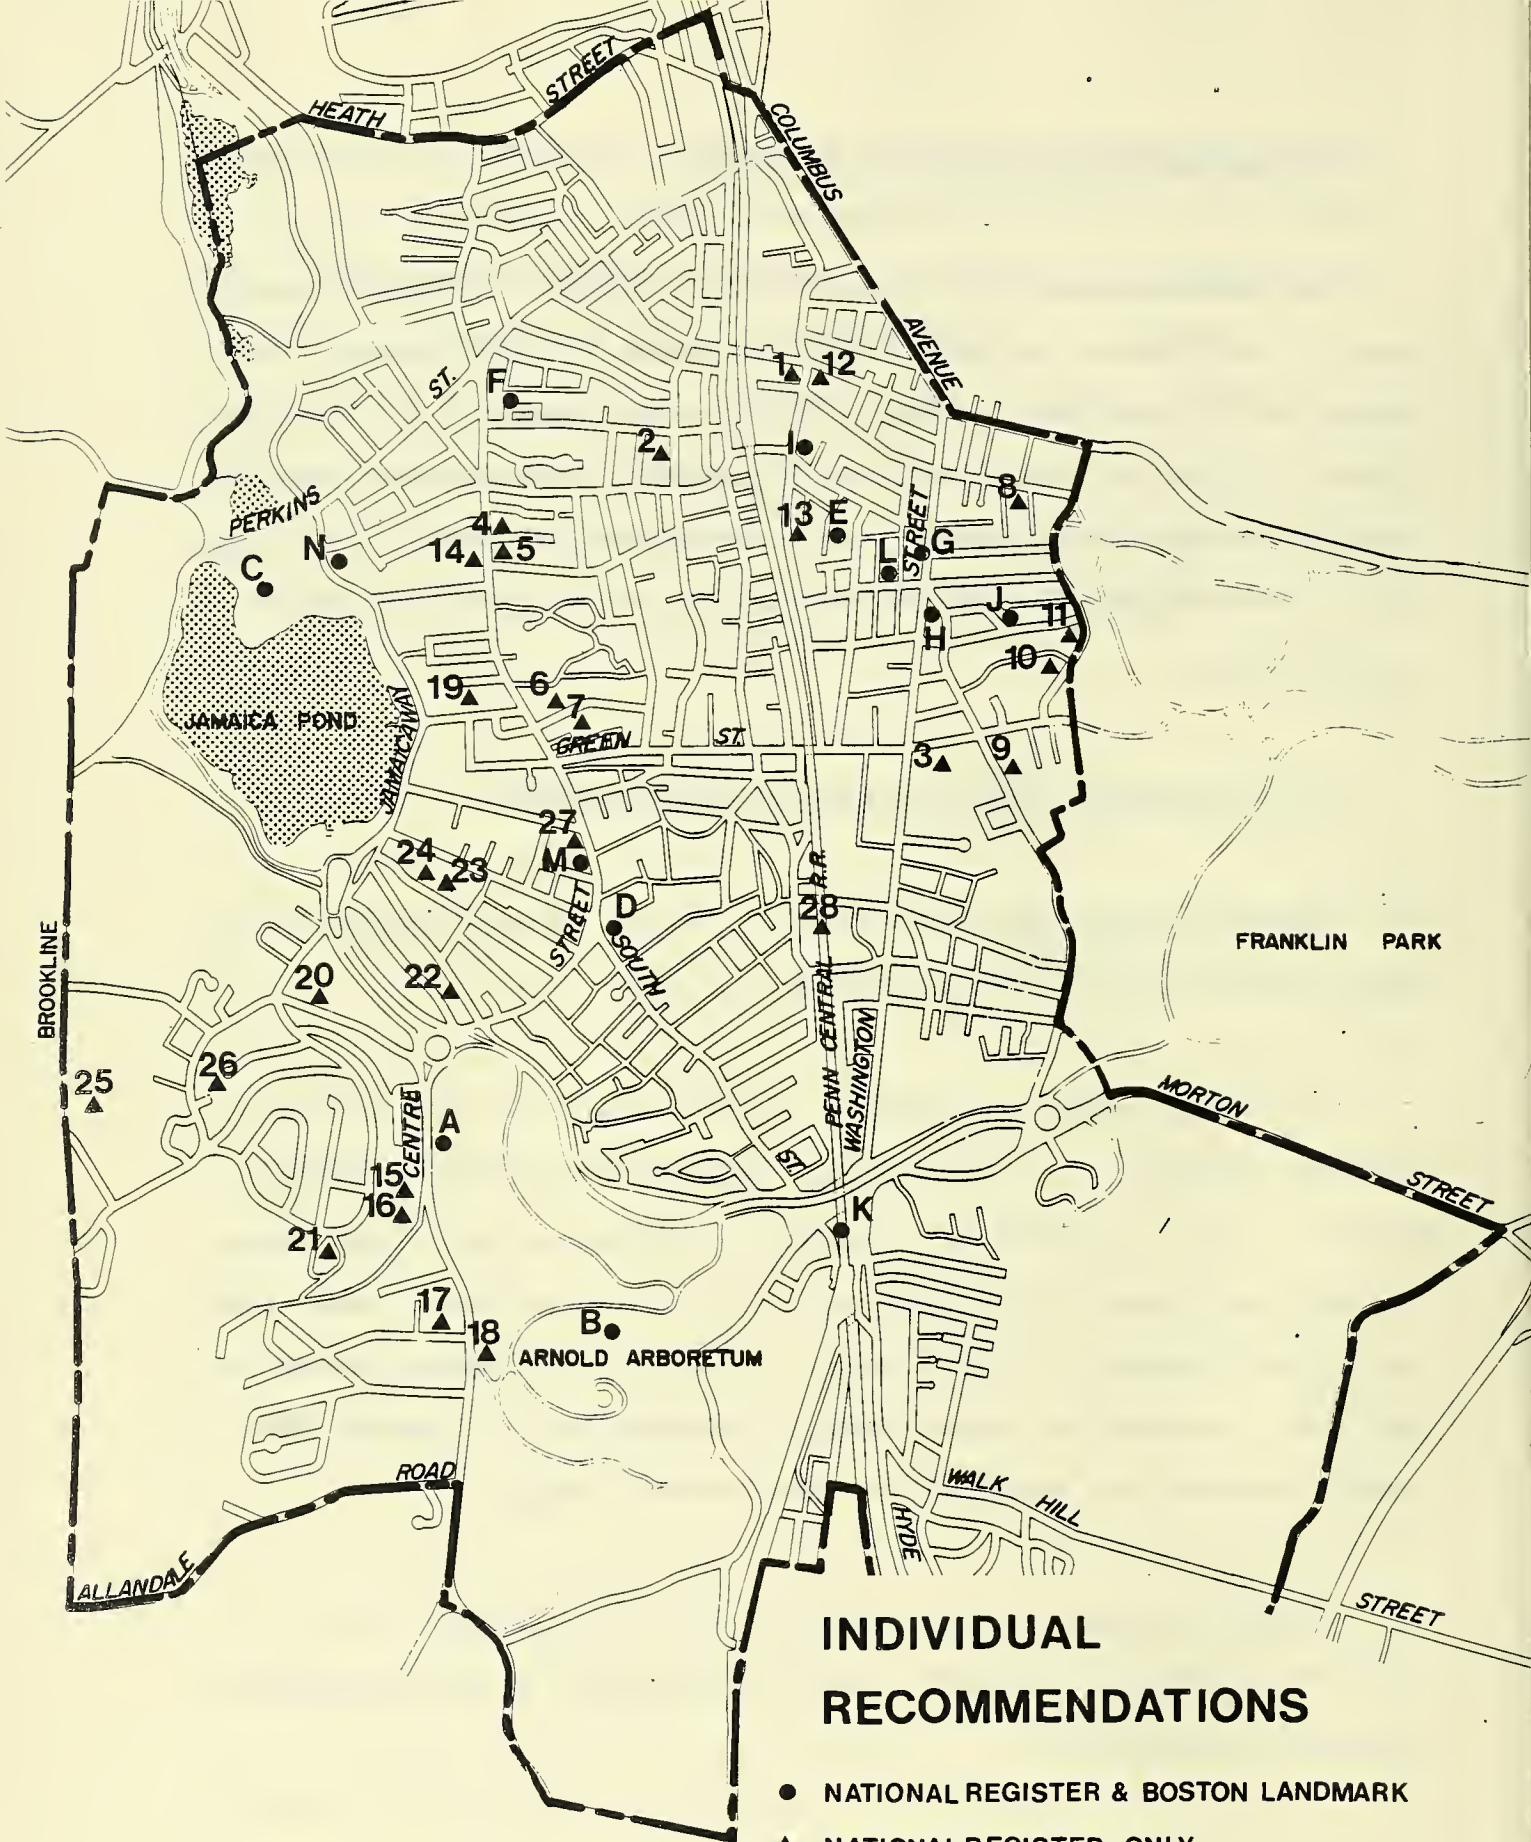 HEATH
STREET
COLUMBUS
AVENUE
ST.
F
1
12
2
I
8
PERKINS
STREET
4
13
E
N
14
5
L
G
C
J
11
H
10
19
6
7
JAMAICA POND
JAMAICAWAY
GREEN
ST.
3
9
27
24
23
M
R.R.
28
D
STREET
SOUTH
FRANKLIN PARK
BROOKLINE
20
22
PENN CENTRAL
WASHINGTON
25
26
MORTON
CENTRE
A
15
ST.
16
STREET
K
21
17
18
B
ARNOLD ARBORETUM
ROAD
WALK
HILL
HYDE
ALLANDALE
STREET
INDIVIDUAL
RECOMMENDATIONS
NATIONAL REGISTER & BOSTON LANDMARK
NATIONAL REGISTER ONLY